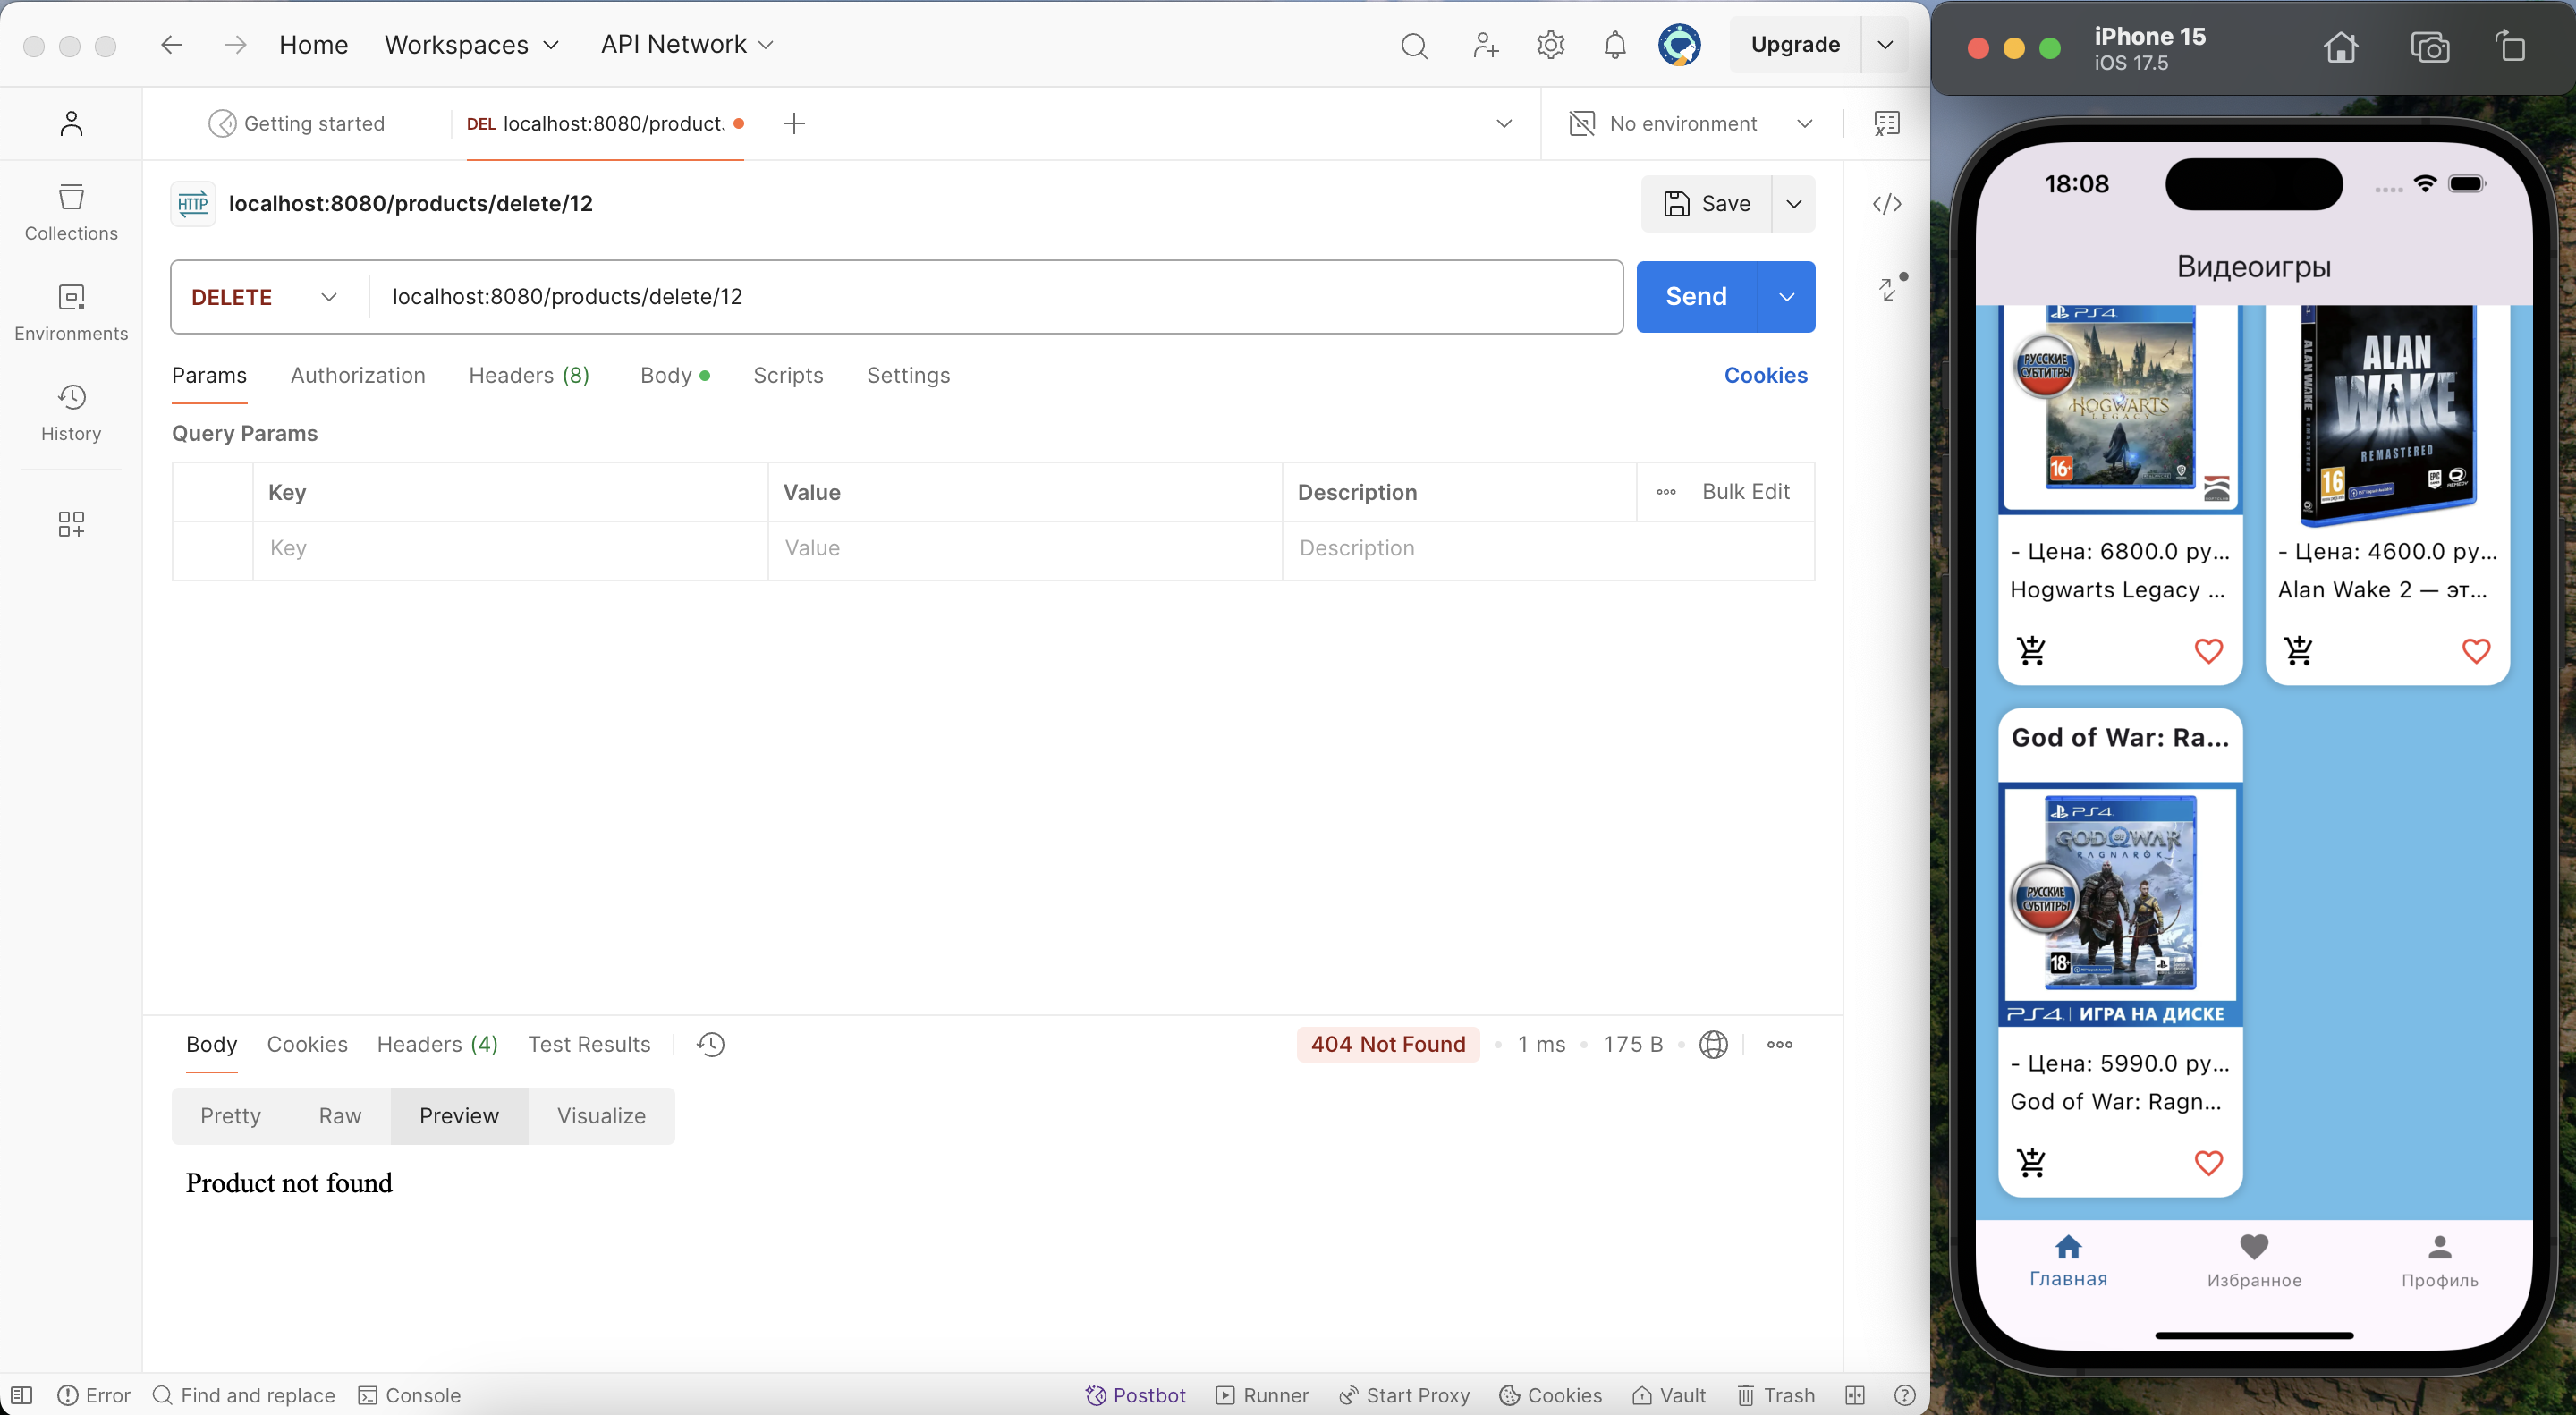 Home Workspaces API Network Upgrade
Getting started DEL localhost:8080/product. No environment
HTTP localhost:8080/products/delete/12 Save
DELETE localhost:8080/products/delete/12 Send
Params Authorization Headers (8) Body Scripts Settings Cookies
Query Params
Key Value Description Bulk Edit
Key Value Description
Collections
Environments
History
Body Cookies Headers (4) Test Results 404 Not Found 1 ms 175 B
Pretty Raw Preview Visualize
Product not found
Error Find and replace Console Postbot Runner Start Proxy Cookies Vault Trash
iPhone 15
iOS 17.5
18:08
Видеоигры
PS4
РУССКИЕ
СУБТИТРЫ
HOGWARTS
LEGACY
16+
ALAN WAKE
ALAN
WAKE
REMASTERED
16
- Цена: 6800.0 ру...
Hogwarts Legacy ...
- Цена: 4600.0 ру...
Alan Wake 2 — эт...
God of War: Ra...
PS4
GOD OF WAR
RAGNARÖK
РУССКИЕ
СУБТИТРЫ
18+
PS4 | ИГРА НА ДИСКЕ
- Цена: 5990.0 ру...
God of War: Ragn...
Главная Избранное Профиль